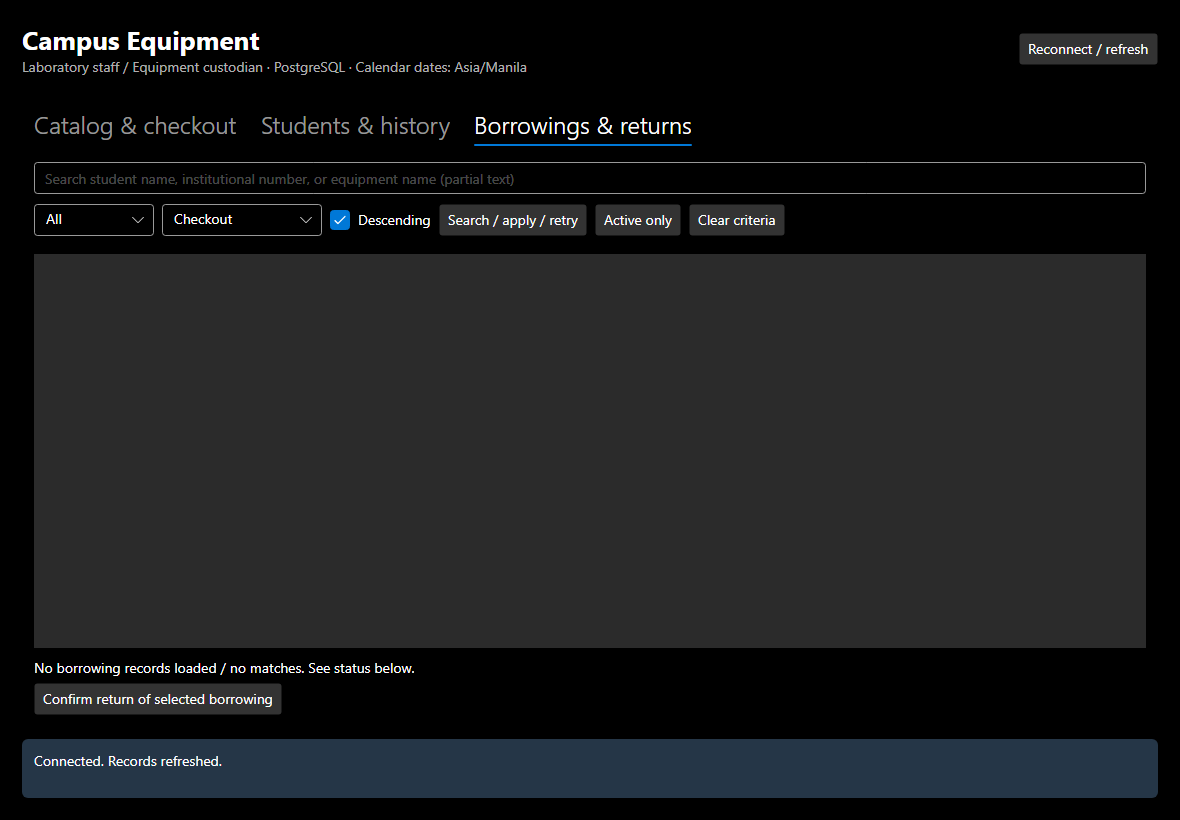 Campus Equipment
Laboratory staff / Equipment custodian · PostgreSQL · Calendar dates: Asia/Manila
Reconnect / refresh
Catalog & checkout
Students & history
Borrowings & returns
Search student name, institutional number, or equipment name (partial text)
All
Checkout
Descending
Search / apply / retry
Active only
Clear criteria
No borrowing records loaded / no matches. See status below.
Confirm return of selected borrowing
Connected. Records refreshed.